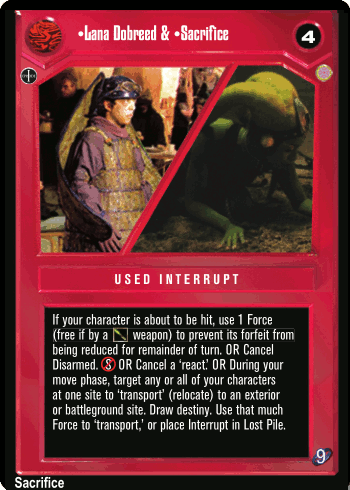 •Lana Dobreed & •Sacrifice
4
USED INTERRUPT
If your character is about to be hit, use 1 Force
(free if by a weapon) to prevent its forfeit from
being reduced for remainder of turn. OR Cancel
Disarmed. S OR Cancel a 'react.' OR During your
move phase, target any or all of your characters
at one site to 'transport' (relocate) to an exterior
or battleground site. Draw destiny. Use that much
Force to 'transport,' or place Interrupt in Lost Pile.
9
Sacrifice